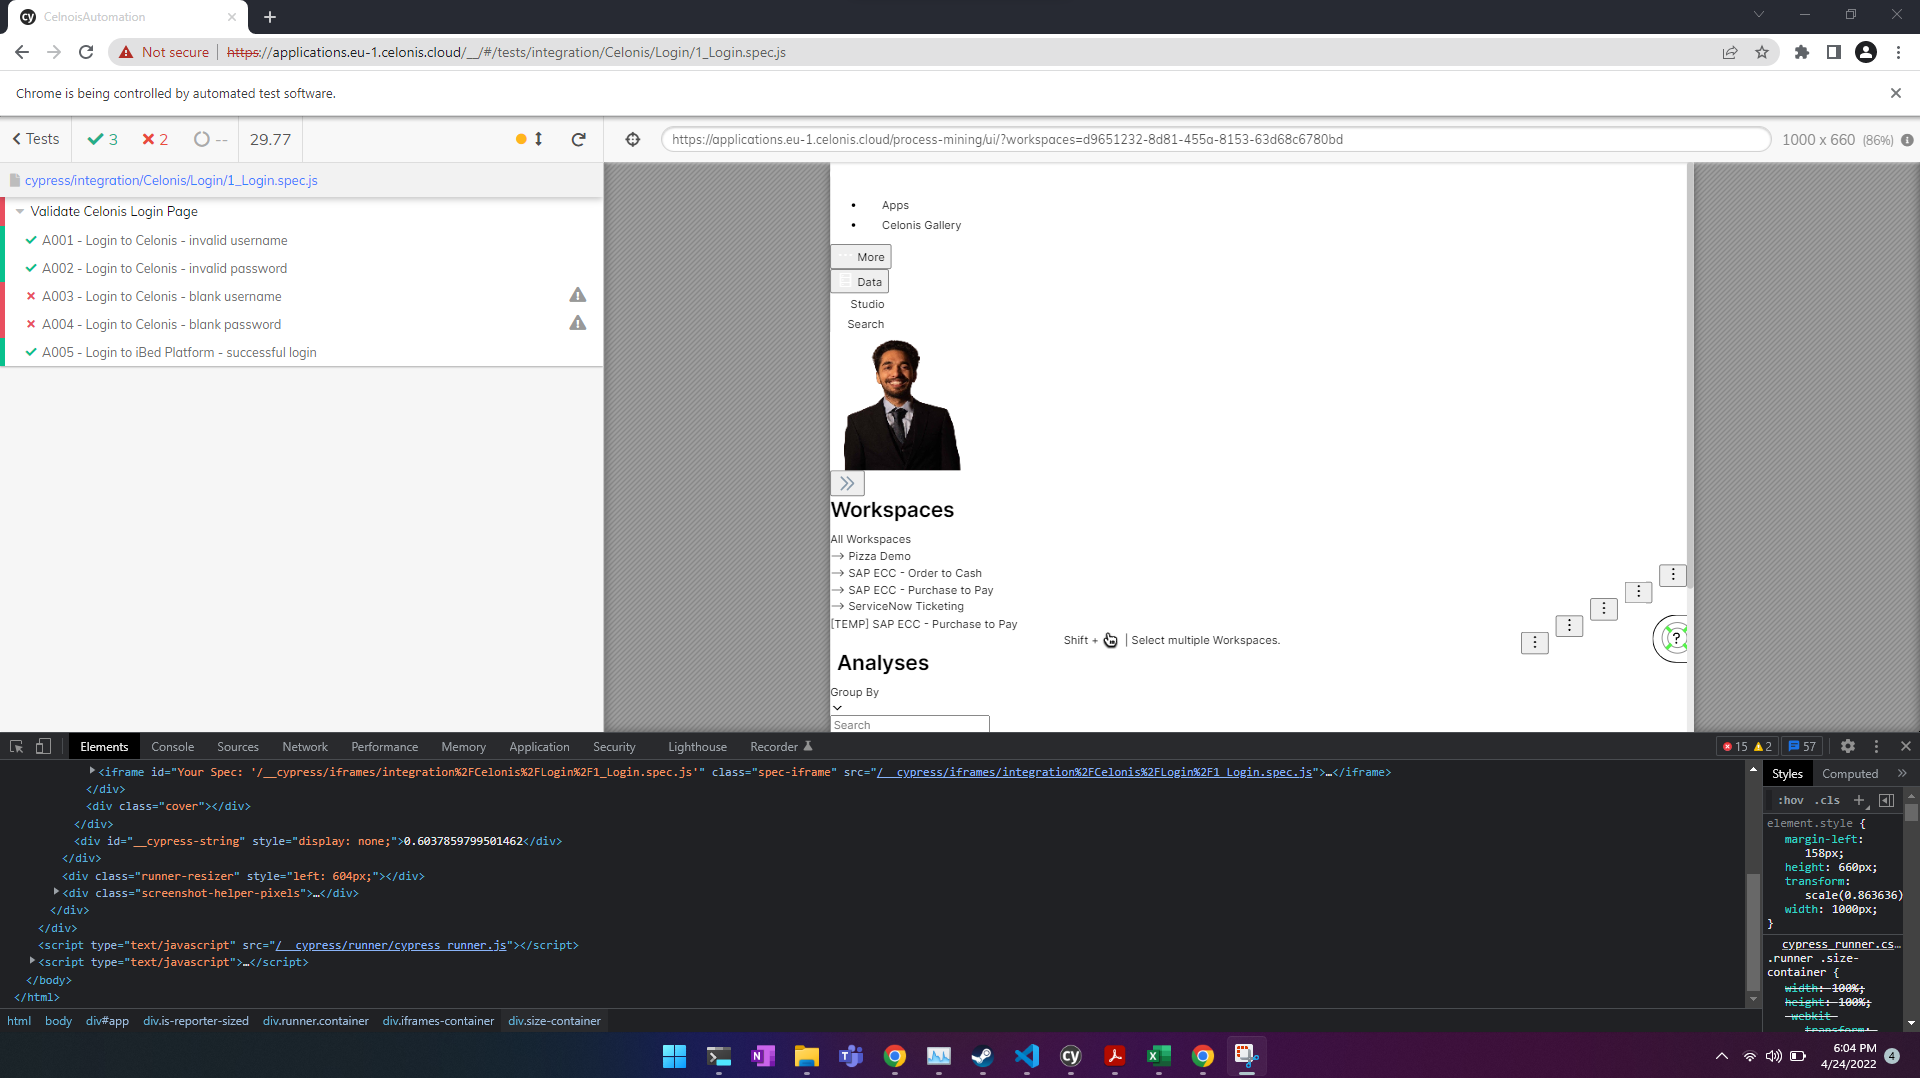 CelnoisAutomation
Not secure
https://applications.eu-1.celonis.cloud/__/#/tests/integration/Celonis/Login/1_Login.spec.js
Chrome is being controlled by automated test software.
Tests
3
2
--
29.77
https://applications.eu-1.celonis.cloud/process-mining/ui/?workspaces=d9651232-8d81-455a-8153-63d68c6780bd
1000 x 660 (86%)
cypress/integration/Celonis/Login/1_Login.spec.js
Validate Celonis Login Page
A001 - Login to Celonis - invalid username
A002 - Login to Celonis - invalid password
A003 - Login to Celonis - blank username
A004 - Login to Celonis - blank password
A005 - Login to iBed Platform - successful login
• Apps
• Celonis Gallery
More
Data
Studio
Search
Workspaces
All Workspaces
Pizza Demo
SAP ECC - Order to Cash
SAP ECC - Purchase to Pay
ServiceNow Ticketing
[TEMP] SAP ECC - Purchase to Pay
Shift + | Select multiple Workspaces.
?
Analyses
Group By
Search
Elements
Console
Sources
Network
Performance
Memory
Application
Security
Lighthouse
Recorder
15
2
57
<iframe id="Your Spec: '/__cypress/iframes/integration%2FCelonis%2FLogin%2F1_Login.spec.js'" class="spec-iframe" src="/__cypress/iframes/integration%2FCelonis%2FLogin%2F1_Login.spec.js">…</iframe>
</div>
<div class="cover"></div>
</div>
<div id="__cypress-string" style="display: none;">0.6037859799501462</div>
</div>
<div class="runner-resizer" style="left: 604px;"></div>
<div class="screenshot-helper-pixels">…</div>
</div>
</div>
<script type="text/javascript" src="/__cypress/runner/cypress_runner.js"></script>
<script type="text/javascript">…</script>
</body>
</html>
html
body
div#app
div.is-reporter-sized
div.runner.container
div.iframes-container
div.size-container
Styles
Computed
:hov .cls +
element.style {
margin-left:
158px;
height: 660px;
transform:
scale(0.863636)
width: 1000px;
}
cypress_runner.cs…
.runner .size-
container {
width: 100%;
height: 100%;
-webkit-
transform:
cy
6:04 PM
4/24/2022
4